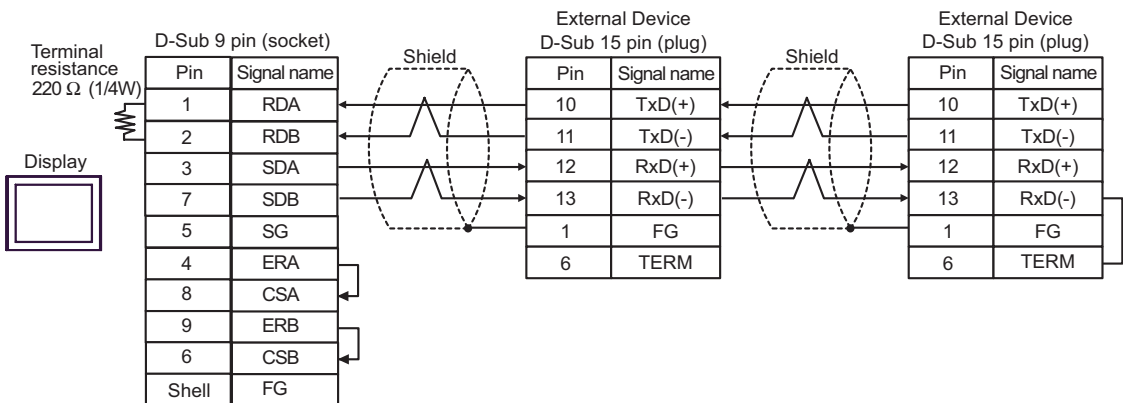 External Device
External Device
D-Sub 9 pin (socket)
D-Sub 15 pin (plug)
D-Sub 15 pin (plug)
Terminal
resistance
220 Ω (1/4W)
Shield
Shield
Pin Signal name
Pin Signal name
Pin Signal name
1 RDA
10 TxD(+)
10 TxD(+)
2 RDB
11 TxD(-)
11 TxD(-)
Display
3 SDA
12 RxD(+)
12 RxD(+)
7 SDB
13 RxD(-)
13 RxD(-)
5 SG
1 FG
1 FG
4 ERA
6 TERM
6 TERM
8 CSA
9 ERB
6 CSB
Shell FG